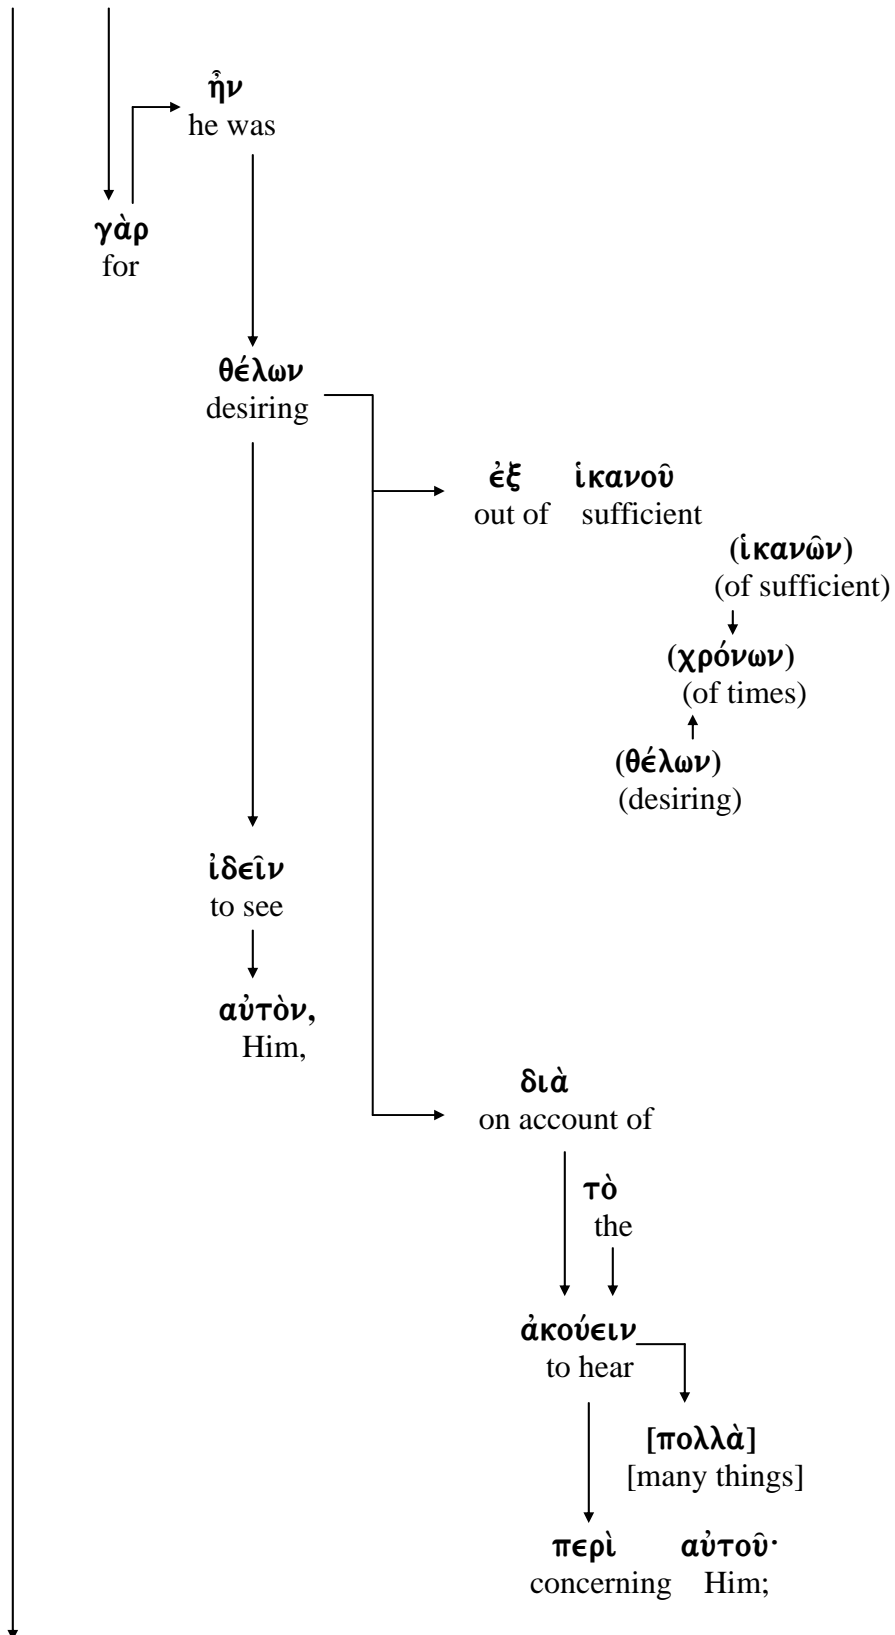 ἦν
he was
γὰρ
for
θέλων
desiring
ἐξ ἱκανοῦ
out of sufficient
(ἱκανῶν)
(of sufficient)
(χρόνων)
(of times)
(θέλων)
(desiring)
ἰδεῖν
to see
αὐτὸν,
Him,
διὰ
on account of
τὸ
the
ἀκούειν
to hear
[πολλὰ]
[many things]
περὶ αὐτοῦ·
concerning Him;